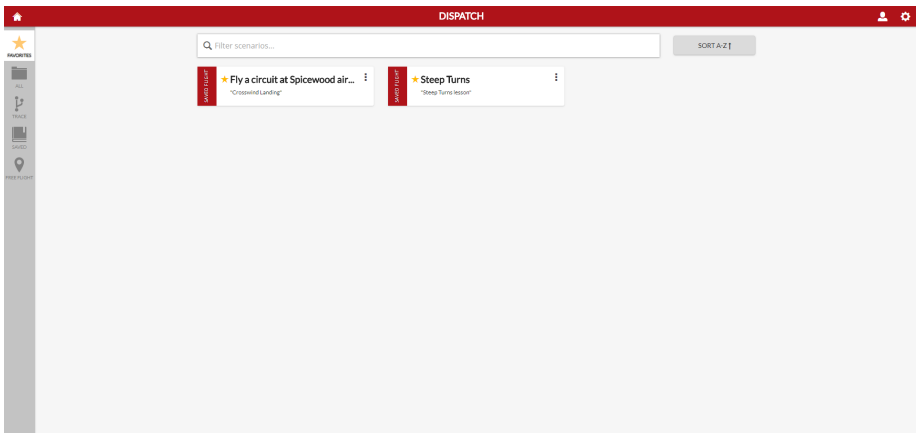 DISPATCH
FAVORITES
ALL
TRACE
SAVED
FREE FLIGHT
Filter scenarios...
SORT A-Z
SAVED FLIGHT
Fly a circuit at Spicewood air...
"Crosswind Landing"
SAVED FLIGHT
Steep Turns
"Steep Turns lesson"